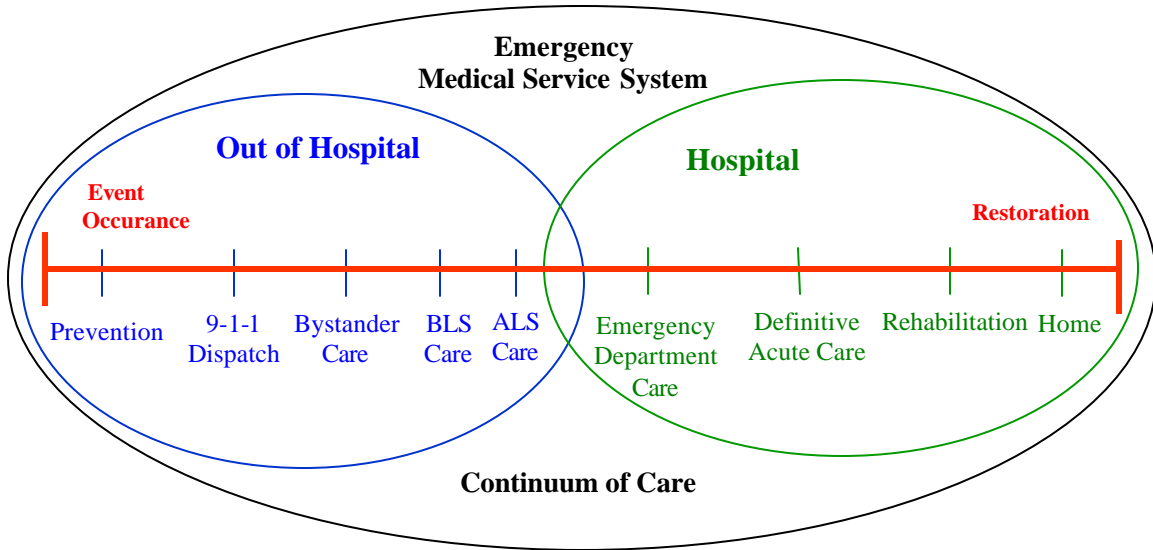 Emergency
Medical Service System
Out of Hospital
Hospital
Event
Occurance
Restoration
Prevention
9-1-1
Dispatch
Bystander
Care
BLS
Care
ALS
Care
Emergency
Department
Care
Definitive
Acute Care
Rehabilitation
Home
Continuum of Care